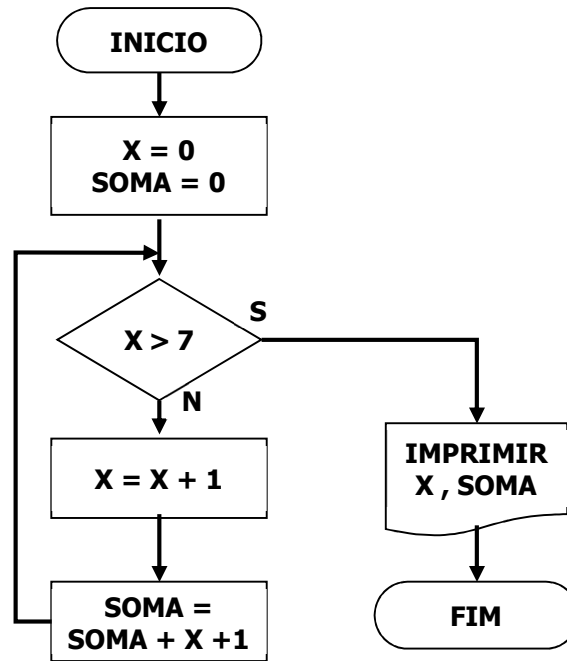 INICIO
X = 0
SOMA = 0
X > 7
S
N
X = X + 1
SOMA =
SOMA + X +1
IMPRIMIR
X , SOMA
FIM